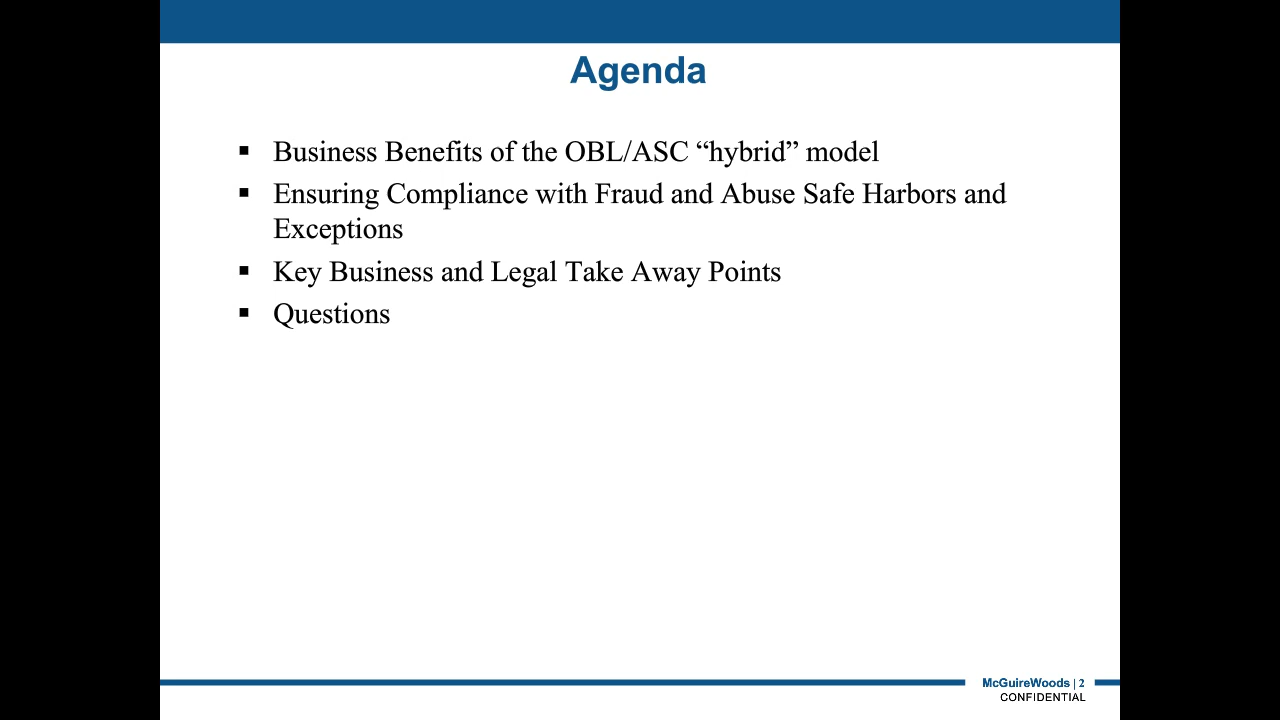 Agenda
▪ Business Benefits of the OBL/ASC “hybrid” model
▪ Ensuring Compliance with Fraud and Abuse Safe Harbors and
Exceptions
▪ Key Business and Legal Take Away Points
▪ Questions
McGuireWoods | 2
CONFIDENTIAL